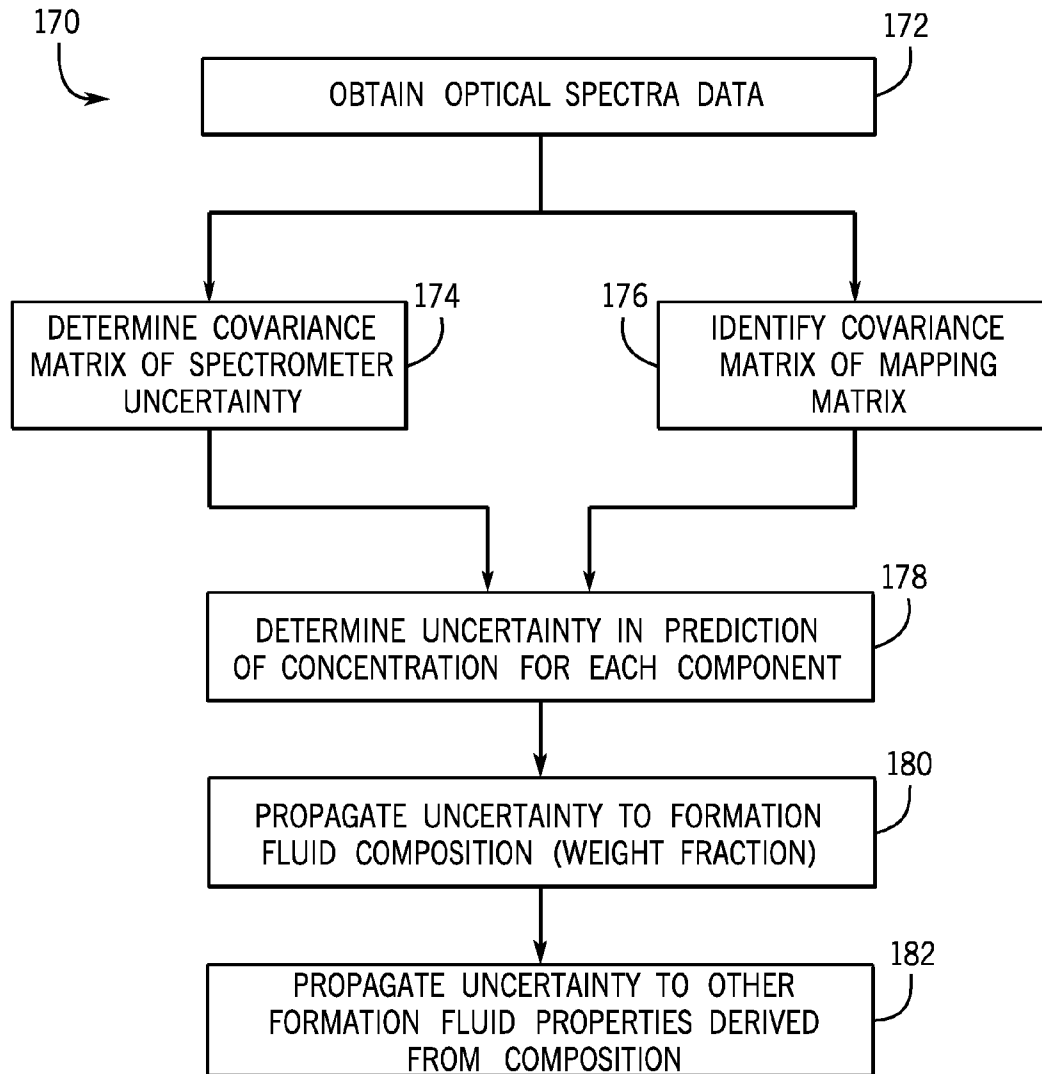 170
172
OBTAIN OPTICAL SPECTRA DATA
174
DETERMINE COVARIANCE
MATRIX OF SPECTROMETER
UNCERTAINTY
176
IDENTIFY COVARIANCE
MATRIX OF MAPPING
MATRIX
178
DETERMINE UNCERTAINTY IN PREDICTION
OF CONCENTRATION FOR EACH COMPONENT
180
PROPAGATE UNCERTAINTY TO FORMATION
FLUID COMPOSITION (WEIGHT FRACTION)
182
PROPAGATE UNCERTAINTY TO OTHER
FORMATION FLUID PROPERTIES DERIVED
FROM COMPOSITION